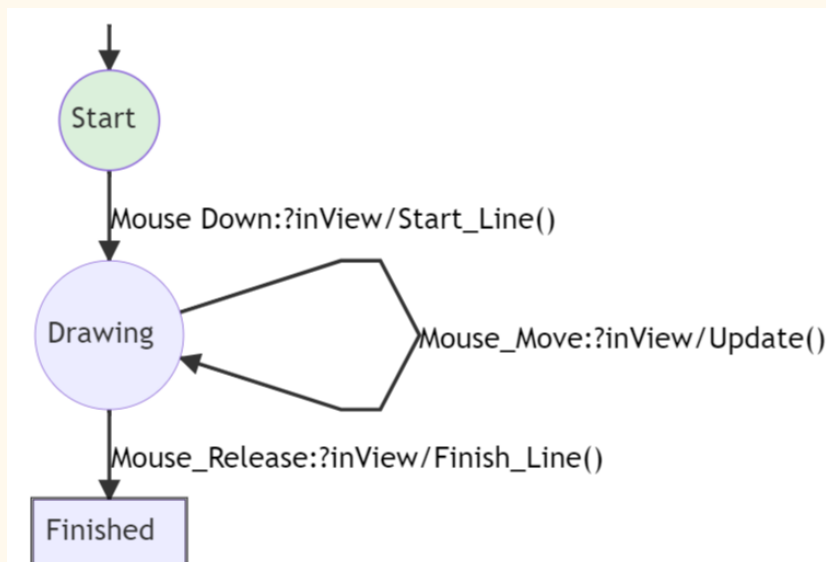 Start
Mouse Down:?inView/Start_Line()
Drawing
Mouse_Move:?inView/Update()
Mouse_Release:?inView/Finish_Line()
Finished